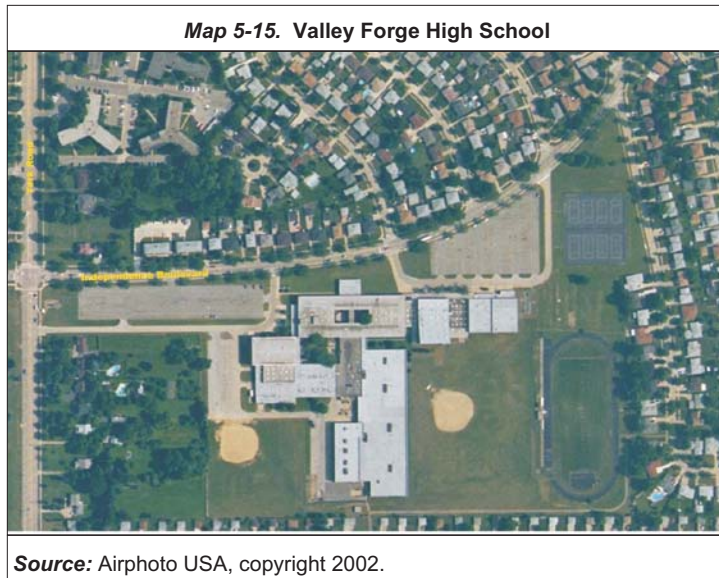 Map 5-15. Valley Forge High School
Independence Boulevard
Source: Airphoto USA, copyright 2002.